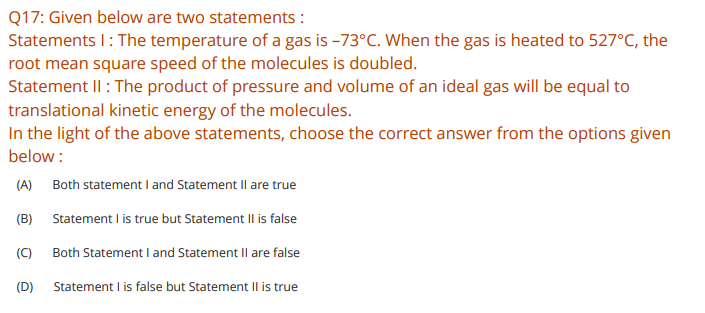 Q17: Given below are two statements :
Statements I : The temperature of a gas is –73°C. When the gas is heated to 527°C, the
root mean square speed of the molecules is doubled.
Statement II : The product of pressure and volume of an ideal gas will be equal to
translational kinetic energy of the molecules.
In the light of the above statements, choose the correct answer from the options given
below :
(A) Both statement I and Statement II are true
(B) Statement I is true but Statement II is false
(C) Both Statement I and Statement II are false
(D) Statement I is false but Statement II is true